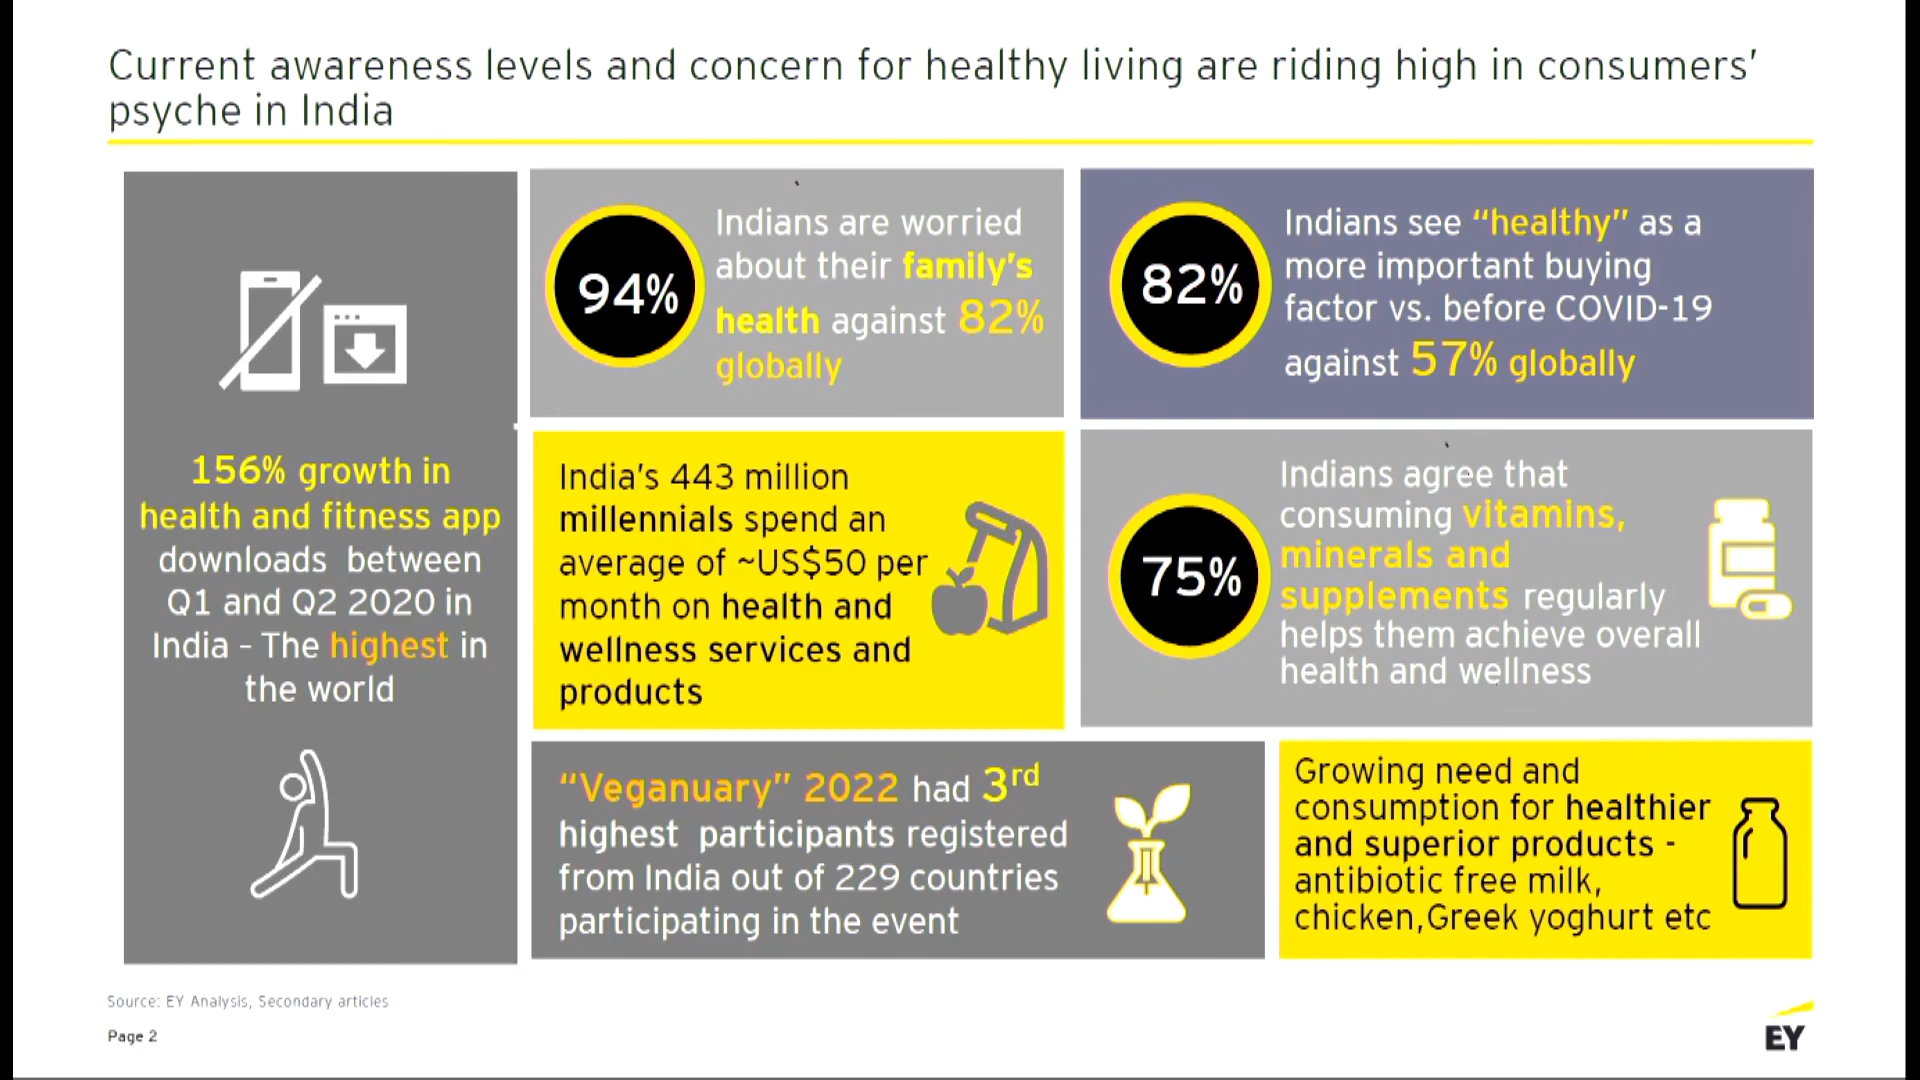 Current awareness levels and concern for healthy living are riding high in consumers’
psyche in India
156% growth in
health and fitness app
downloads between
Q1 and Q2 2020 in
India - The highest in
the world
94%
Indians are worried
about their family’s
health against 82%
globally
82%
Indians see “healthy” as a
more important buying
factor vs. before COVID-19
against 57% globally
India’s 443 million
millennials spend an
average of ~US$50 per
month on health and
wellness services and
products
75%
Indians agree that
consuming vitamins,
minerals and
supplements regularly
helps them achieve overall
health and wellness
“Veganuary” 2022 had 3rd
highest participants registered
from India out of 229 countries
participating in the event
Growing need and
consumption for healthier
and superior products -
antibiotic free milk,
chicken,Greek yoghurt etc
Source: EY Analysis, Secondary articles
Page 2
EY